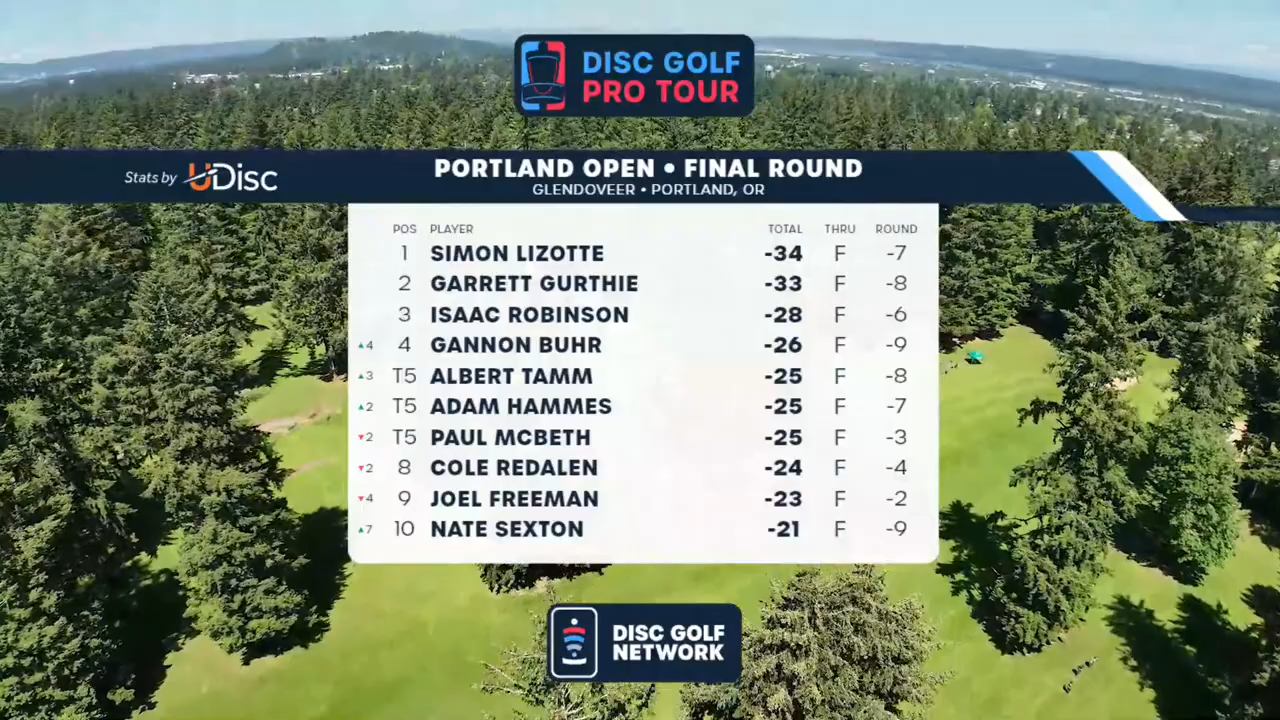 DISC GOLF
PRO TOUR
Stats by UDisc
PORTLAND OPEN • FINAL ROUND
GLENDOVEER • PORTLAND, OR
POS PLAYER TOTAL THRU ROUND
1 SIMON LIZOTTE -34 F -7
2 GARRETT GURTHIE -33 F -8
3 ISAAC ROBINSON -28 F -6
▲4 4 GANNON BUHR -26 F -9
▲3 T5 ALBERT TAMM -25 F -8
▲2 T5 ADAM HAMMES -25 F -7
▼2 T5 PAUL MCBETH -25 F -3
▼2 8 COLE REDALEN -24 F -4
▼4 9 JOEL FREEMAN -23 F -2
▲7 10 NATE SEXTON -21 F -9
DISC GOLF
NETWORK